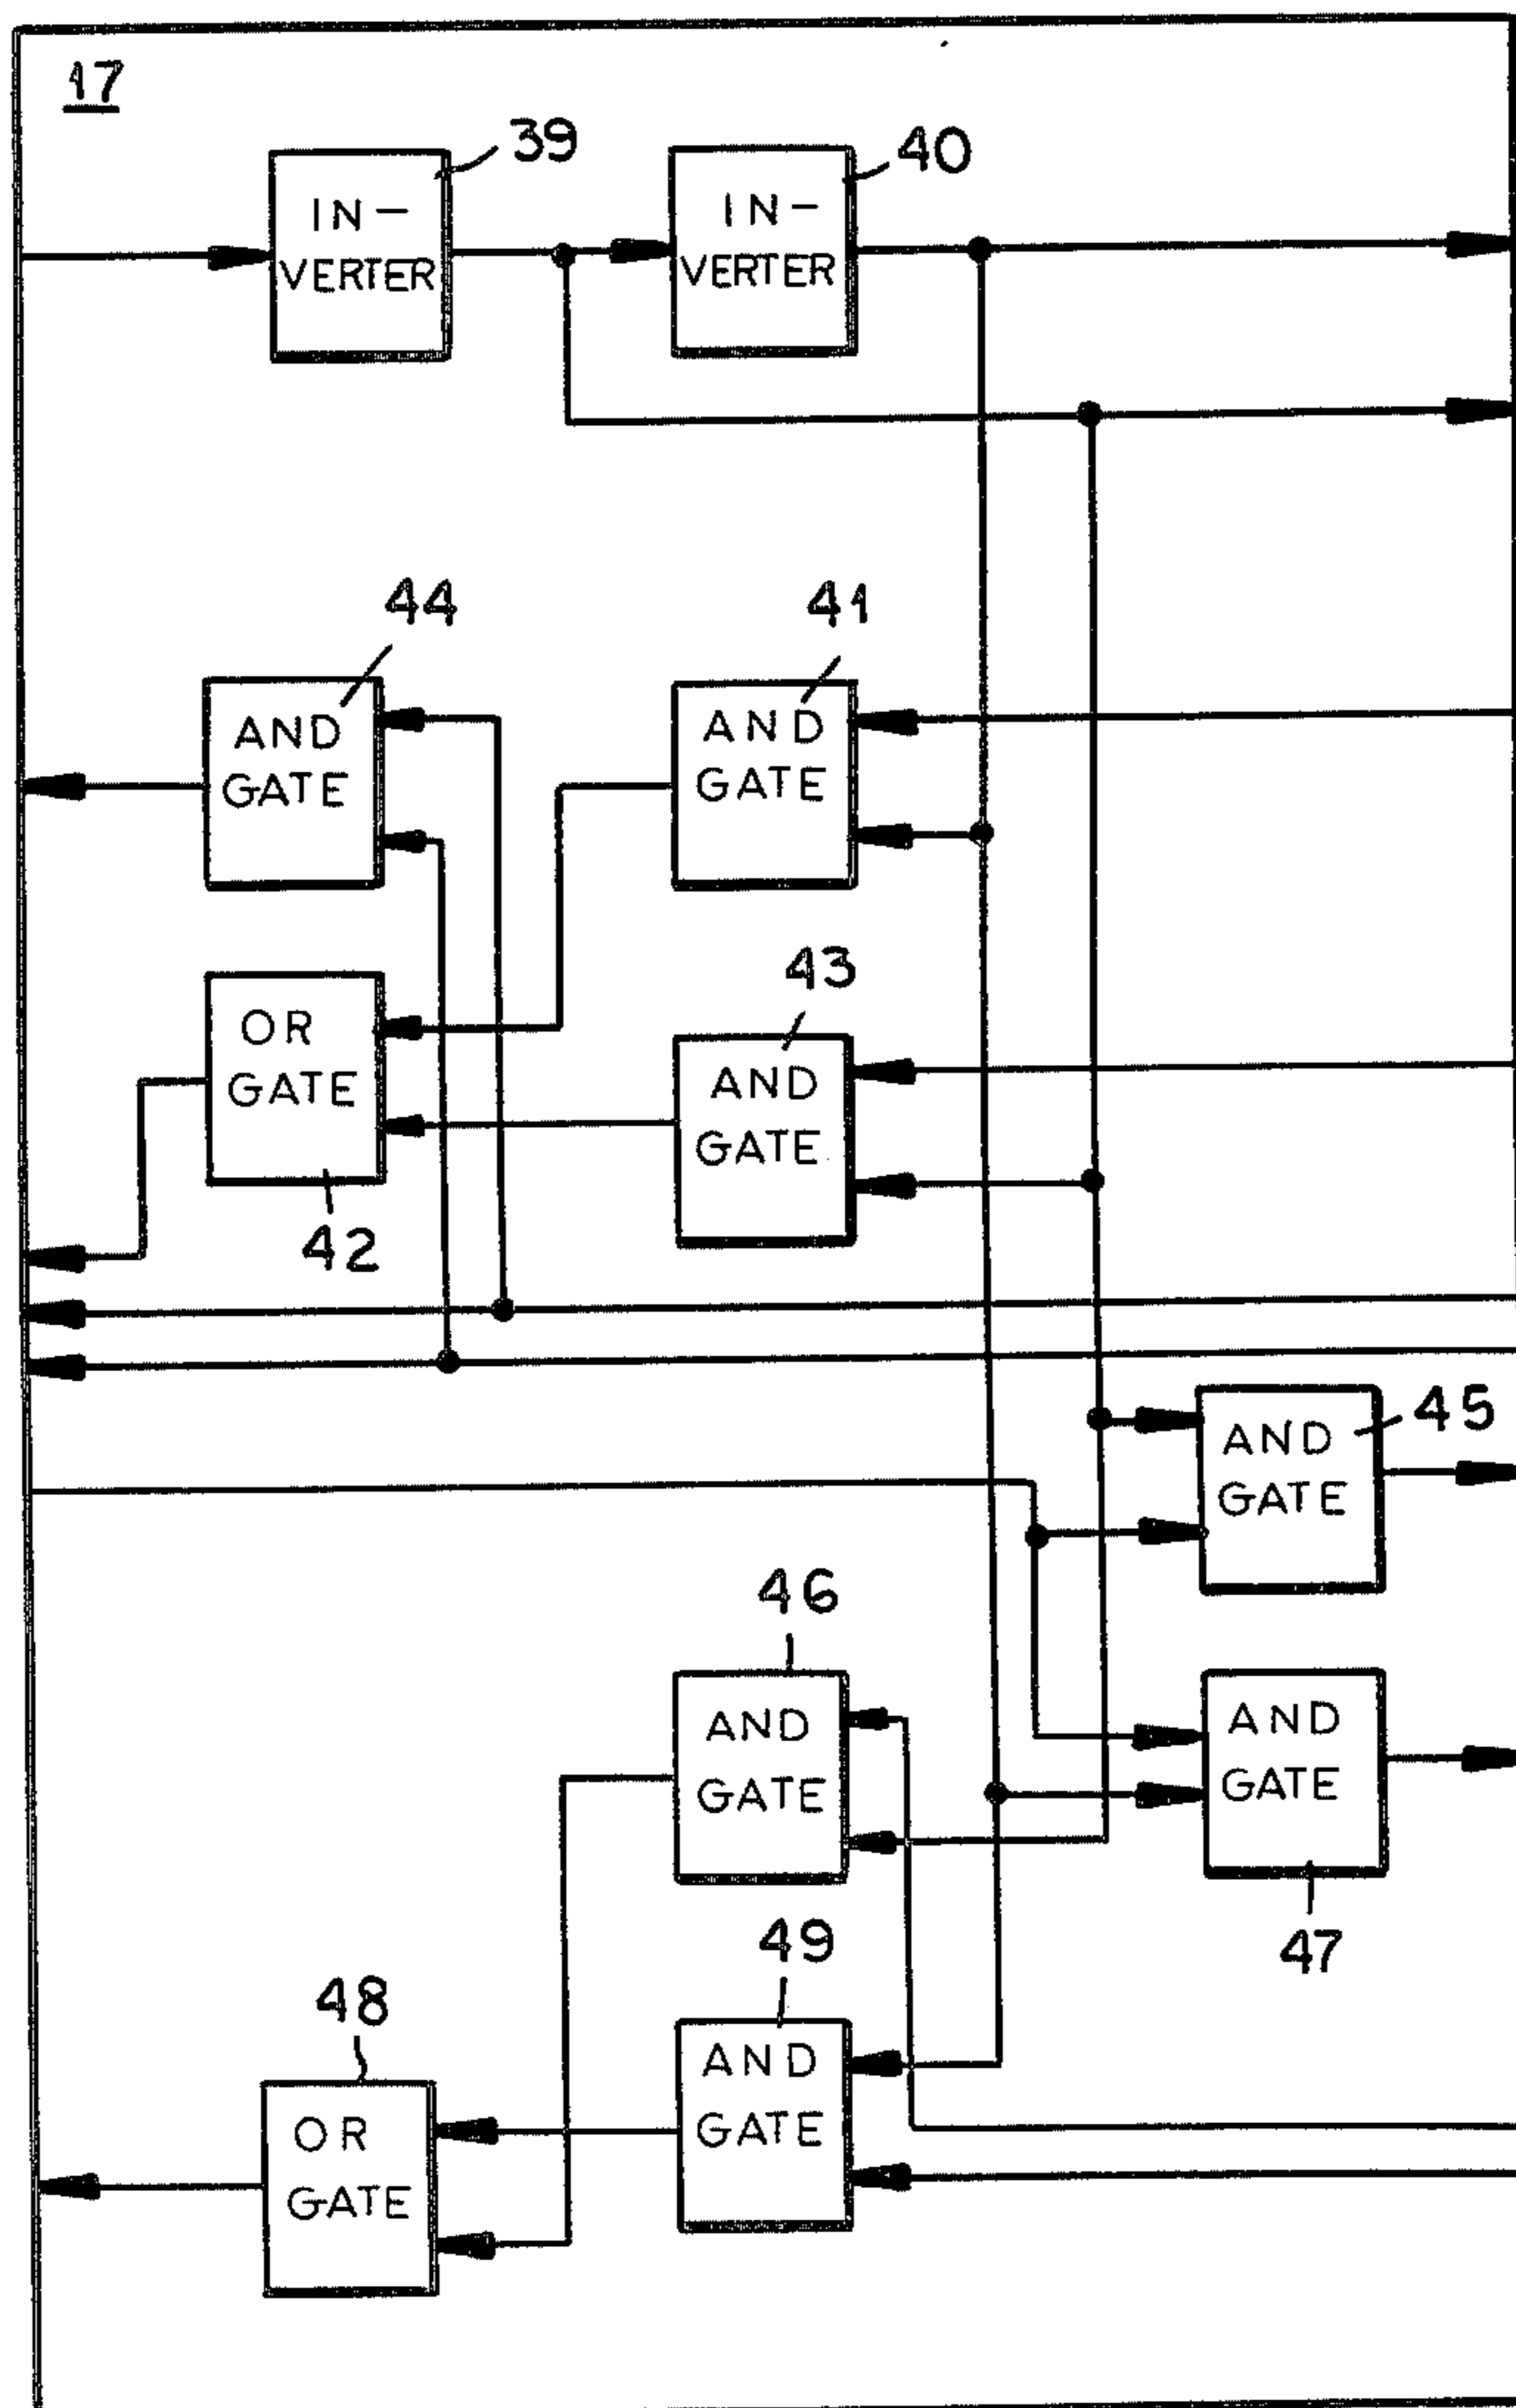 17
39
40
IN-
VERTER
IN-
VERTER
44
41
AND
GATE
AND
GATE
43
OR
GATE
AND
GATE
42
45
AND
GATE
46
AND
GATE
AND
GATE
47
49
48
AND
GATE
OR
GATE